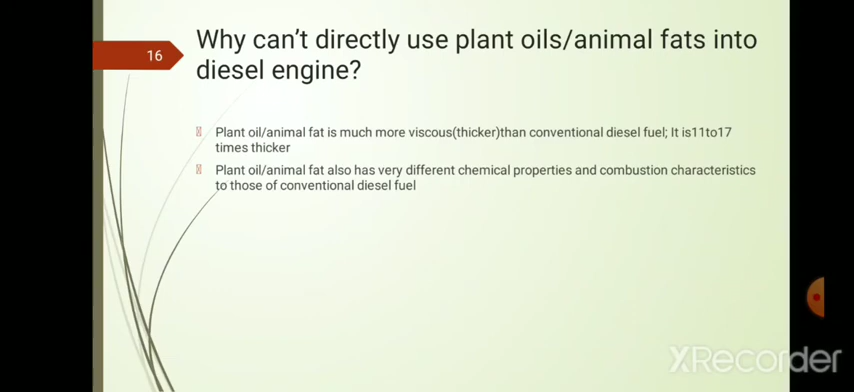 16
Why can't directly use plant oils/animal fats into
diesel engine?
Plant oil/animal fat is much more viscous(thicker)than conventional diesel fuel; It is11to17
times thicker
Plant oil/animal fat also has very different chemical properties and combustion characteristics
to those of conventional diesel fuel
XRecorder